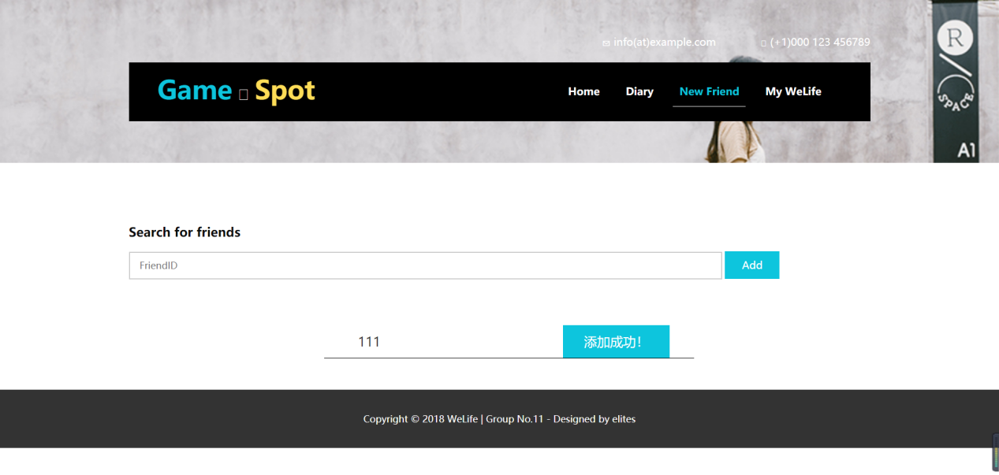 info(at)example.com (+1)000 123 456789
Game Spot
Home Diary New Friend My WeLife
R
SPACE
A1
Search for friends
FriendID Add
111 添加成功！
Copyright © 2018 WeLife | Group No.11 - Designed by elites